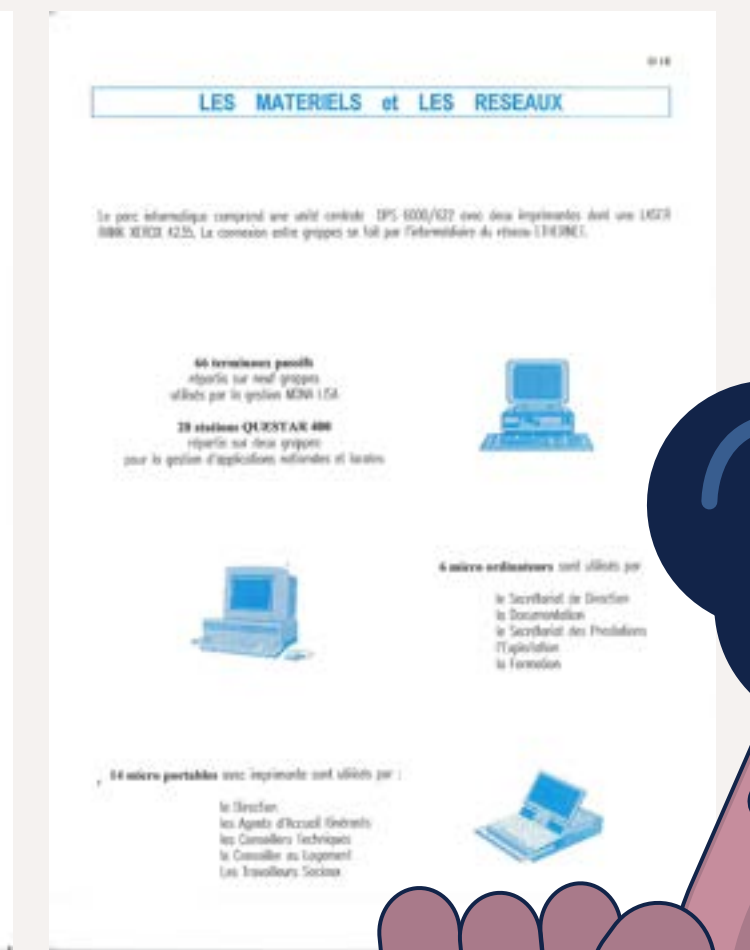 LES MATERIELS et LES RESEAUX
Le parc informatique comprend une unité centrale DPS 6000/622 avec deux imprimantes dont une LASER
RANK XEROX 4235. La connexion entre grappes se fait par l'intermédiaire du réseau ETHERNET.
66 terminaux passifs
répartis sur neuf grappes
utilisés par la gestion MONA LISA
28 stations QUESTAR 400
répartis sur deux grappes
pour la gestion d'applications nationales et locales
6 micro ordinateurs sont utilisés par
le Secrétariat de Direction
la Documentation
le Secrétariat des Prestations
l'Exploitation
la Formation
14 micro portables avec imprimante sont utilisés par :
la Direction
les Agents d'Accueil Itinérants
les Conseillers Techniques
le Conseiller au Logement
Les Travailleurs Sociaux